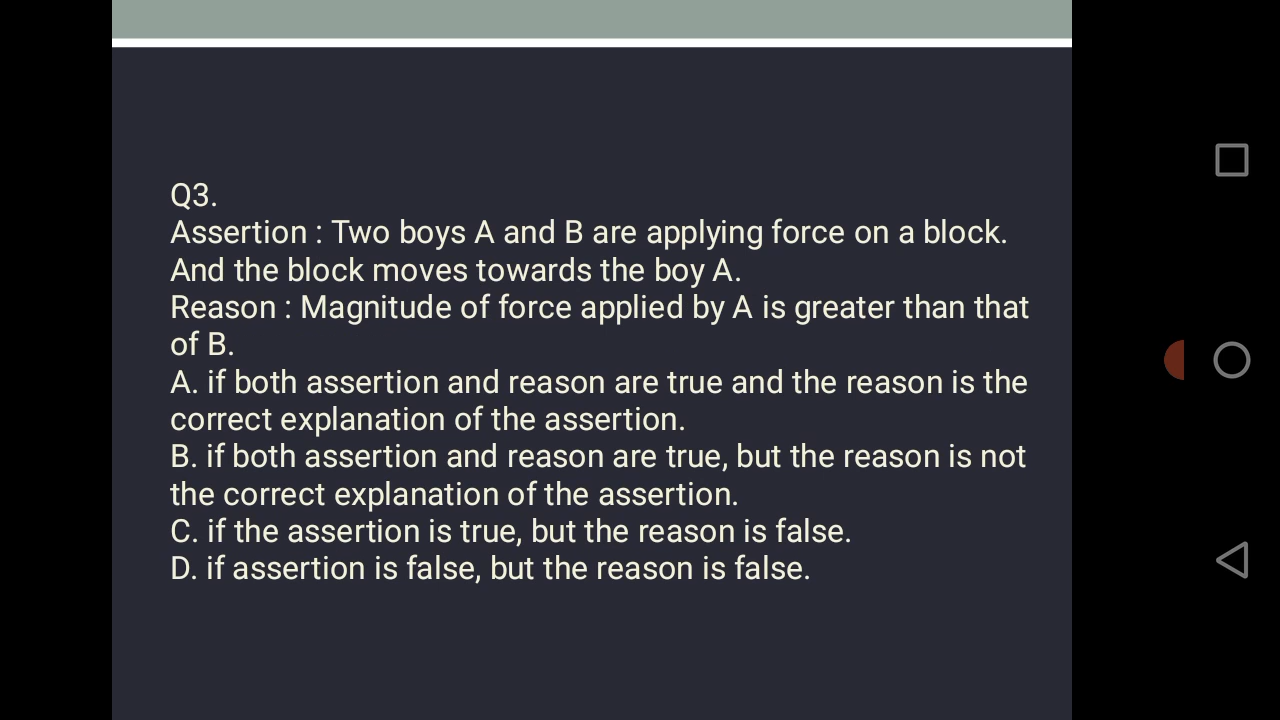 Q3.
Assertion : Two boys A and B are applying force on a block.
And the block moves towards the boy A.
Reason : Magnitude of force applied by A is greater than that
of B.
A. if both assertion and reason are true and the reason is the
correct explanation of the assertion.
B. if both assertion and reason are true, but the reason is not
the correct explanation of the assertion.
C. if the assertion is true, but the reason is false.
D. if assertion is false, but the reason is false.